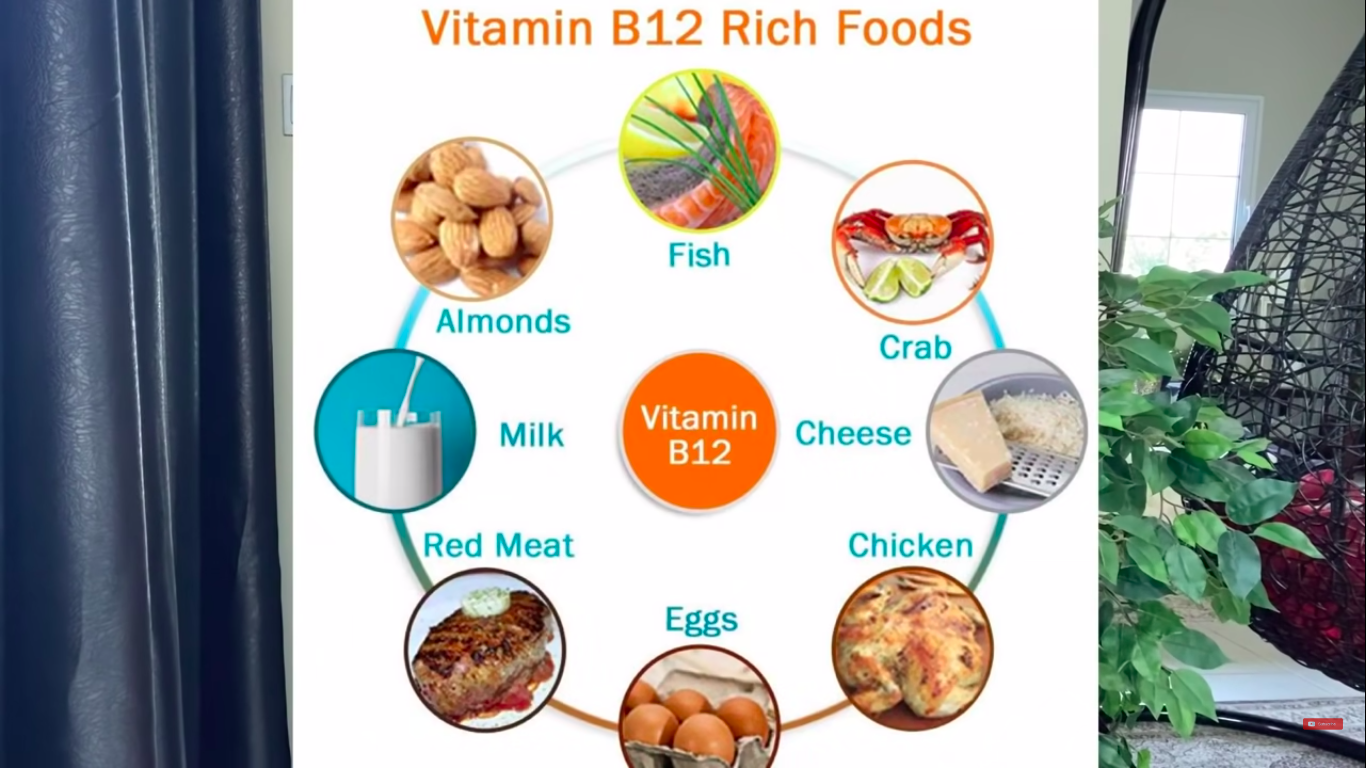 Vitamin B12 Rich Foods
Fish
Almonds
Crab
Milk
Vitamin
B12
Cheese
Red Meat
Chicken
Eggs